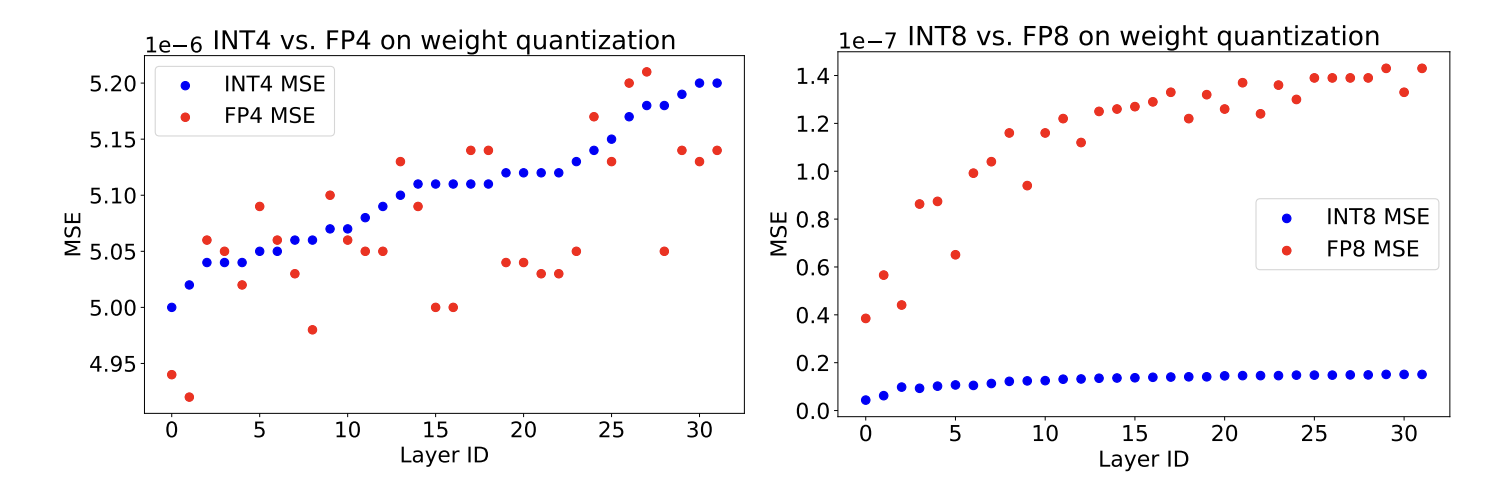 1e−6 INT4 vs. FP4 on weight quantization
INT4 MSE
FP4 MSE
5.20
5.15
5.10
5.05
5.00
4.95
MSE
0 5 10 15 20 25 30
Layer ID
1e−7 INT8 vs. FP8 on weight quantization
1.4
1.2
1.0
0.8
0.6
0.4
0.2
0.0
MSE
INT8 MSE
FP8 MSE
0 5 10 15 20 25 30
Layer ID